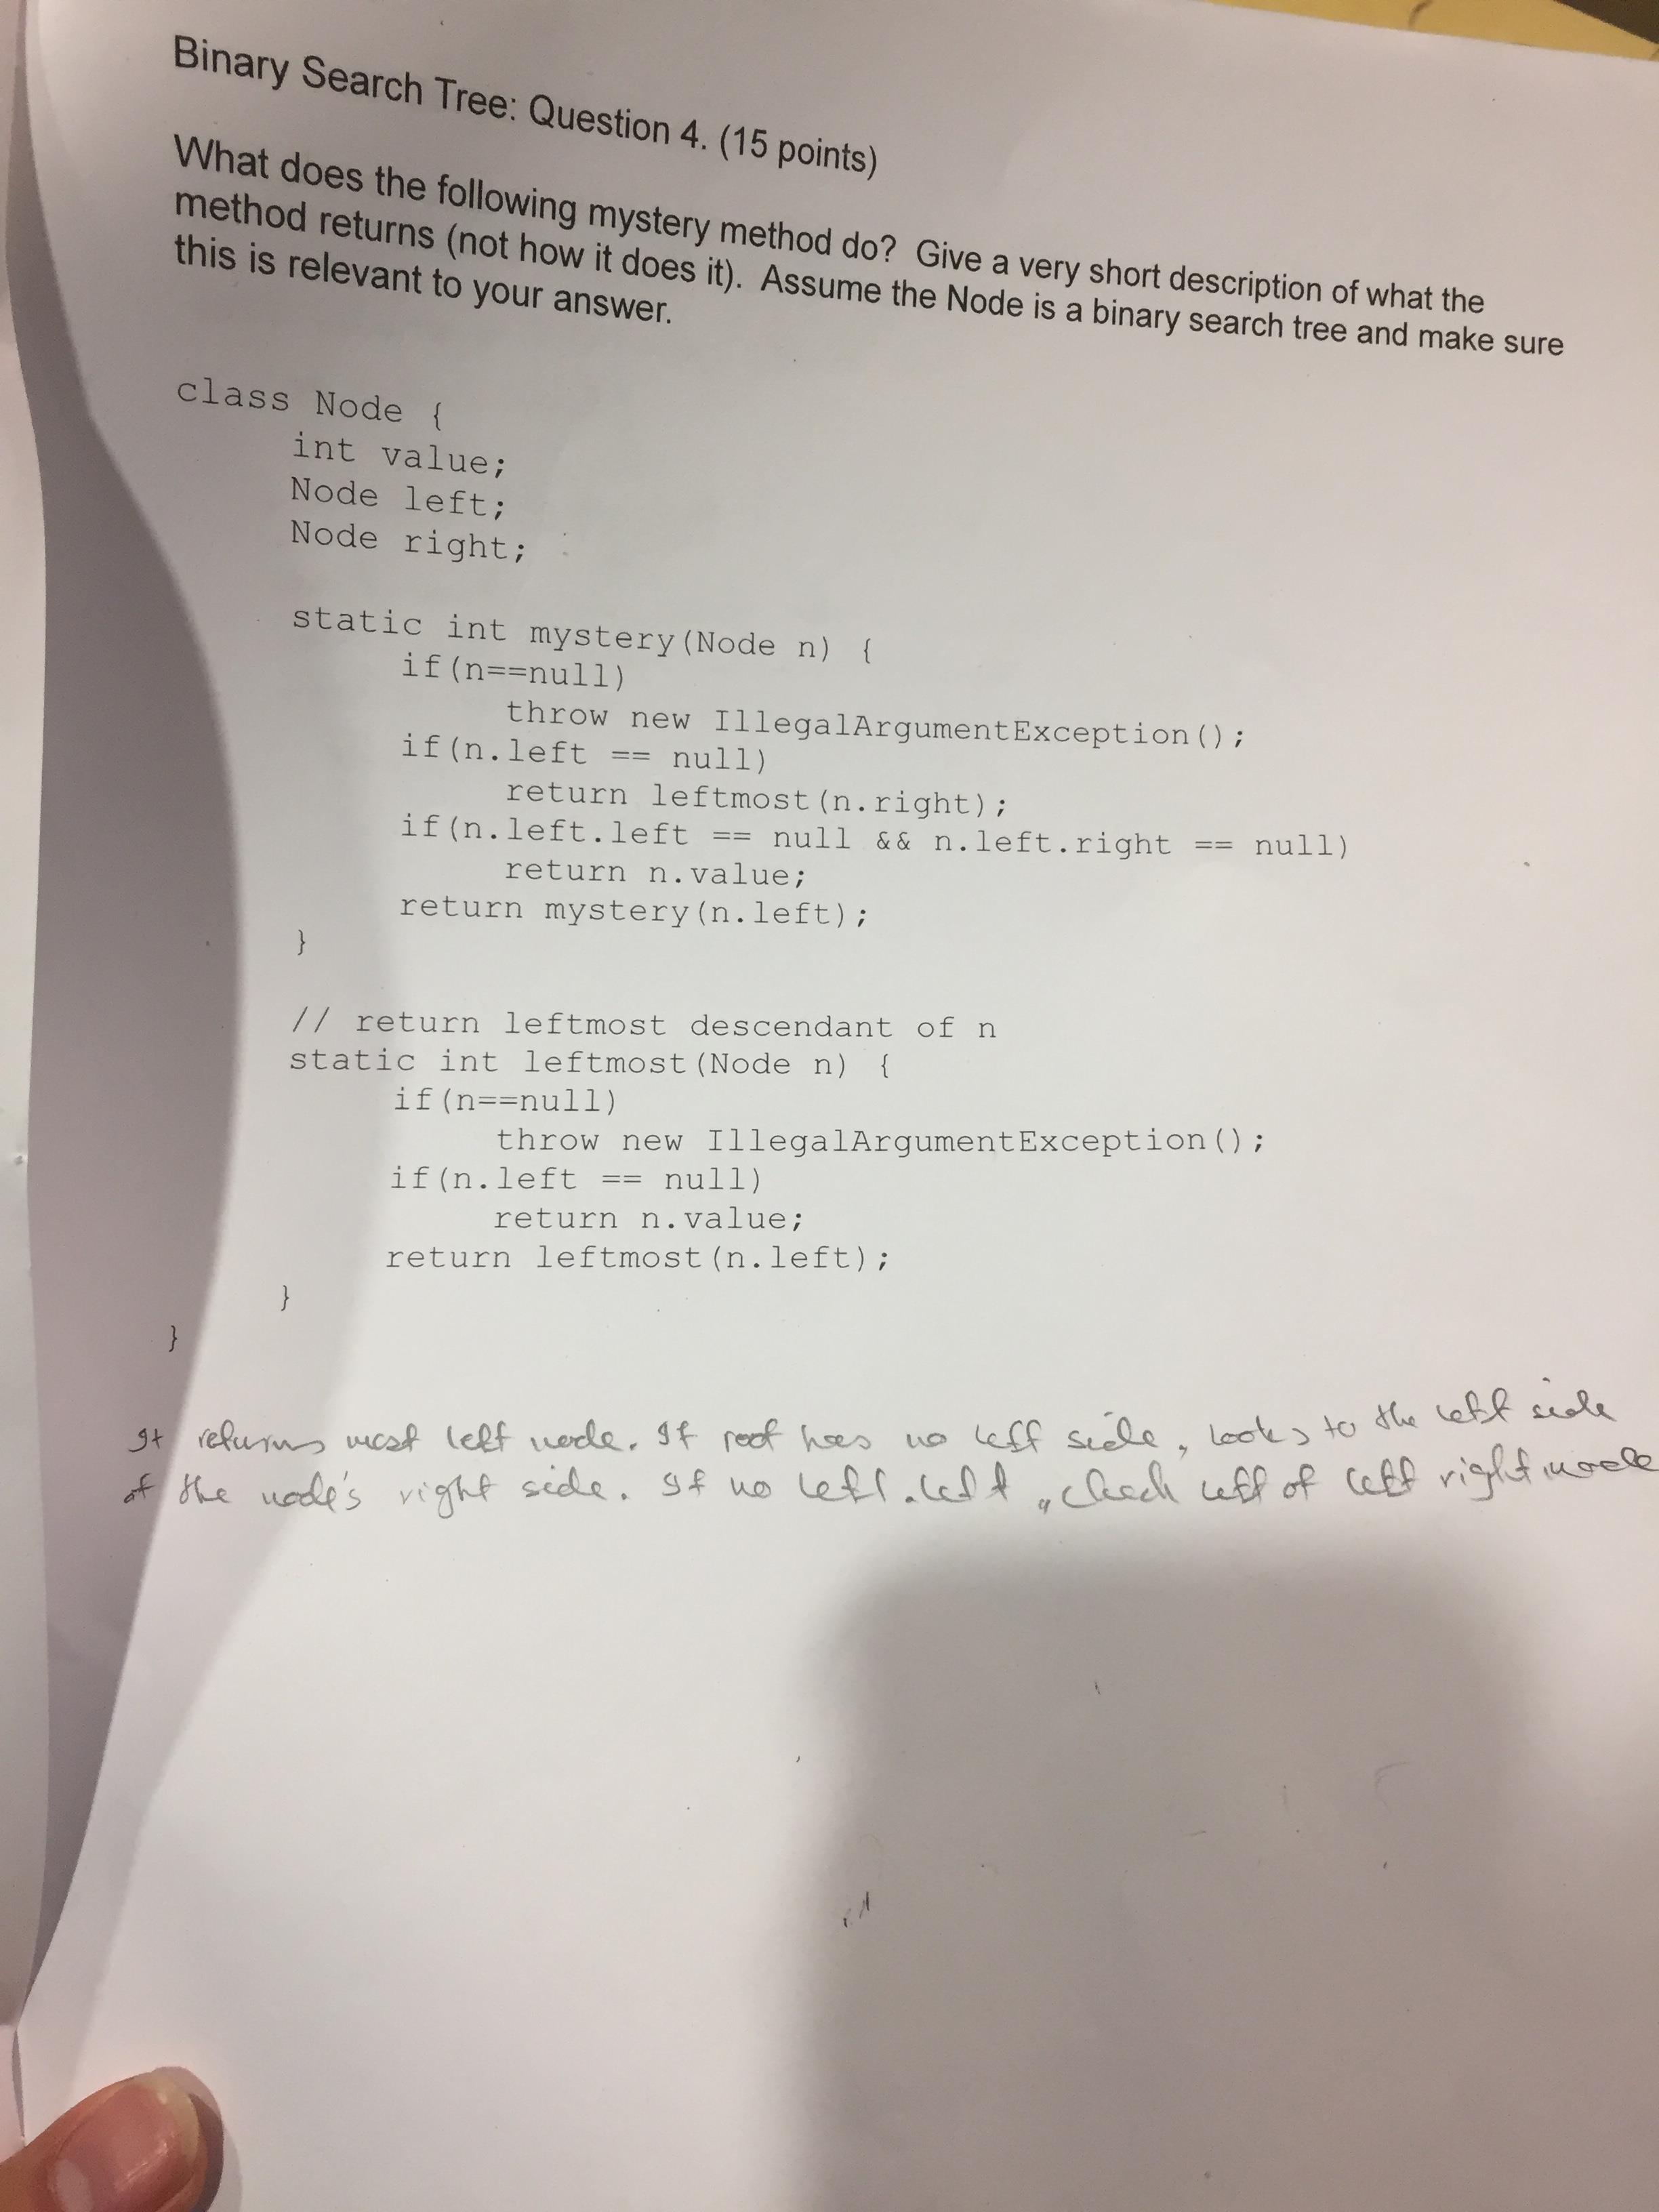 Binary Search Tree: Question 4. (15 points)
What does the following mystery method do? Give a very short description of what the
method returns (not how it does it). Assume the Node is a binary search tree and make sure
this is relevant to your answer.
class Node {
int value;
Node left;
Node right;
static int mystery(Node n) {
if(n==null)
throw new IllegalArgumentException();
if(n.left == null)
return leftmost(n.right);
if(n.left.left == null && n.left.right == null)
return n.value;
return mystery(n.left);
}
// return leftmost descendant of n
static int leftmost(Node n) {
if(n==null)
throw new IllegalArgumentException();
if(n.left == null)
return n.value;
return leftmost(n.left);
}
}
It returns most left node. If root has no left side, looks to the left side
of the node's right side. If no left.left, check left of left right node